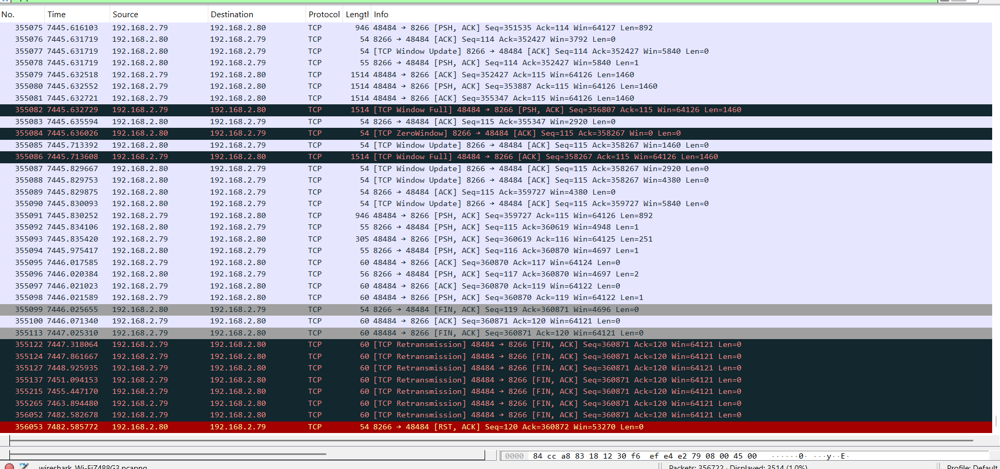 No. Time Source Destination Protocol Length Info
355075 7445.616103 192.168.2.79 192.168.2.80 TCP 946 48484 → 8266 [PSH, ACK] Seq=351535 Ack=114 Win=64127 Len=892
355076 7445.631719 192.168.2.80 192.168.2.79 TCP 54 8266 → 48484 [ACK] Seq=114 Ack=352427 Win=3792 Len=0
355077 7445.631719 192.168.2.80 192.168.2.79 TCP 54 [TCP Window Update] 8266 → 48484 [ACK] Seq=114 Ack=352427 Win=5840 Len=0
355078 7445.631719 192.168.2.80 192.168.2.79 TCP 55 8266 → 48484 [PSH, ACK] Seq=114 Ack=352427 Win=5840 Len=1
355079 7445.632518 192.168.2.79 192.168.2.80 TCP 1514 48484 → 8266 [ACK] Seq=352427 Ack=115 Win=64126 Len=1460
355080 7445.632552 192.168.2.79 192.168.2.80 TCP 1514 48484 → 8266 [PSH, ACK] Seq=353887 Ack=115 Win=64126 Len=1460
355081 7445.632721 192.168.2.79 192.168.2.80 TCP 1514 48484 → 8266 [ACK] Seq=355347 Ack=115 Win=64126 Len=1460
355082 7445.632729 192.168.2.79 192.168.2.80 TCP 1514 [TCP Window Full] 48484 → 8266 [PSH, ACK] Seq=356807 Ack=115 Win=64126 Len=1460
355083 7445.635594 192.168.2.80 192.168.2.79 TCP 54 8266 → 48484 [ACK] Seq=115 Ack=355347 Win=2920 Len=0
355084 7445.636026 192.168.2.80 192.168.2.79 TCP 54 [TCP ZeroWindow] 8266 → 48484 [ACK] Seq=115 Ack=358267 Win=0 Len=0
355085 7445.713392 192.168.2.80 192.168.2.79 TCP 54 [TCP Window Update] 8266 → 48484 [ACK] Seq=115 Ack=358267 Win=1460 Len=0
355086 7445.713608 192.168.2.79 192.168.2.80 TCP 1514 [TCP Window Full] 48484 → 8266 [ACK] Seq=358267 Ack=115 Win=64126 Len=1460
355087 7445.829667 192.168.2.80 192.168.2.79 TCP 54 [TCP Window Update] 8266 → 48484 [ACK] Seq=115 Ack=358267 Win=2920 Len=0
355088 7445.829753 192.168.2.80 192.168.2.79 TCP 54 [TCP Window Update] 8266 → 48484 [ACK] Seq=115 Ack=358267 Win=4380 Len=0
355089 7445.829875 192.168.2.80 192.168.2.79 TCP 54 8266 → 48484 [ACK] Seq=115 Ack=359727 Win=4380 Len=0
355090 7445.830093 192.168.2.80 192.168.2.79 TCP 54 [TCP Window Update] 8266 → 48484 [ACK] Seq=115 Ack=359727 Win=5840 Len=0
355091 7445.830252 192.168.2.79 192.168.2.80 TCP 946 48484 → 8266 [PSH, ACK] Seq=359727 Ack=115 Win=64126 Len=892
355092 7445.834106 192.168.2.80 192.168.2.79 TCP 55 8266 → 48484 [PSH, ACK] Seq=115 Ack=360619 Win=4948 Len=1
355093 7445.835420 192.168.2.79 192.168.2.80 TCP 305 48484 → 8266 [PSH, ACK] Seq=360619 Ack=116 Win=64125 Len=251
355094 7445.975417 192.168.2.80 192.168.2.79 TCP 55 8266 → 48484 [PSH, ACK] Seq=116 Ack=360870 Win=4697 Len=1
355095 7446.017585 192.168.2.79 192.168.2.80 TCP 60 48484 → 8266 [ACK] Seq=360870 Ack=117 Win=64124 Len=0
355096 7446.020384 192.168.2.80 192.168.2.79 TCP 56 8266 → 48484 [PSH, ACK] Seq=117 Ack=360870 Win=4697 Len=2
355097 7446.021023 192.168.2.79 192.168.2.80 TCP 60 48484 → 8266 [ACK] Seq=360870 Ack=119 Win=64122 Len=0
355098 7446.021589 192.168.2.79 192.168.2.80 TCP 60 48484 → 8266 [PSH, ACK] Seq=360870 Ack=119 Win=64122 Len=1
355099 7446.025655 192.168.2.80 192.168.2.79 TCP 54 8266 → 48484 [FIN, ACK] Seq=119 Ack=360871 Win=4696 Len=0
355100 7446.071340 192.168.2.79 192.168.2.80 TCP 60 48484 → 8266 [ACK] Seq=360871 Ack=120 Win=64121 Len=0
355113 7447.025310 192.168.2.79 192.168.2.80 TCP 60 48484 → 8266 [FIN, ACK] Seq=360871 Ack=120 Win=64121 Len=0
355122 7447.318064 192.168.2.79 192.168.2.80 TCP 60 [TCP Retransmission] 48484 → 8266 [FIN, ACK] Seq=360871 Ack=120 Win=64121 Len=0
355124 7447.861667 192.168.2.79 192.168.2.80 TCP 60 [TCP Retransmission] 48484 → 8266 [FIN, ACK] Seq=360871 Ack=120 Win=64121 Len=0
355127 7448.925935 192.168.2.79 192.168.2.80 TCP 60 [TCP Retransmission] 48484 → 8266 [FIN, ACK] Seq=360871 Ack=120 Win=64121 Len=0
355137 7451.094153 192.168.2.79 192.168.2.80 TCP 60 [TCP Retransmission] 48484 → 8266 [FIN, ACK] Seq=360871 Ack=120 Win=64121 Len=0
355215 7455.447170 192.168.2.79 192.168.2.80 TCP 60 [TCP Retransmission] 48484 → 8266 [FIN, ACK] Seq=360871 Ack=120 Win=64121 Len=0
355265 7463.894480 192.168.2.79 192.168.2.80 TCP 60 [TCP Retransmission] 48484 → 8266 [FIN, ACK] Seq=360871 Ack=120 Win=64121 Len=0
356052 7482.582678 192.168.2.79 192.168.2.80 TCP 60 [TCP Retransmission] 48484 → 8266 [FIN, ACK] Seq=360871 Ack=120 Win=64121 Len=0
356053 7482.585772 192.168.2.80 192.168.2.79 TCP 54 8266 → 48484 [RST, ACK] Seq=120 Ack=360872 Win=53270 Len=0
0000 84 cc a8 83 18 12 30 f6 ef e4 e2 79 08 00 45 00 ······0· ···y··E·
wireshark_Wi-FiZ488G3.pcapng Packets: 356722 · Displayed: 3514 (1.0%) Profile: Default